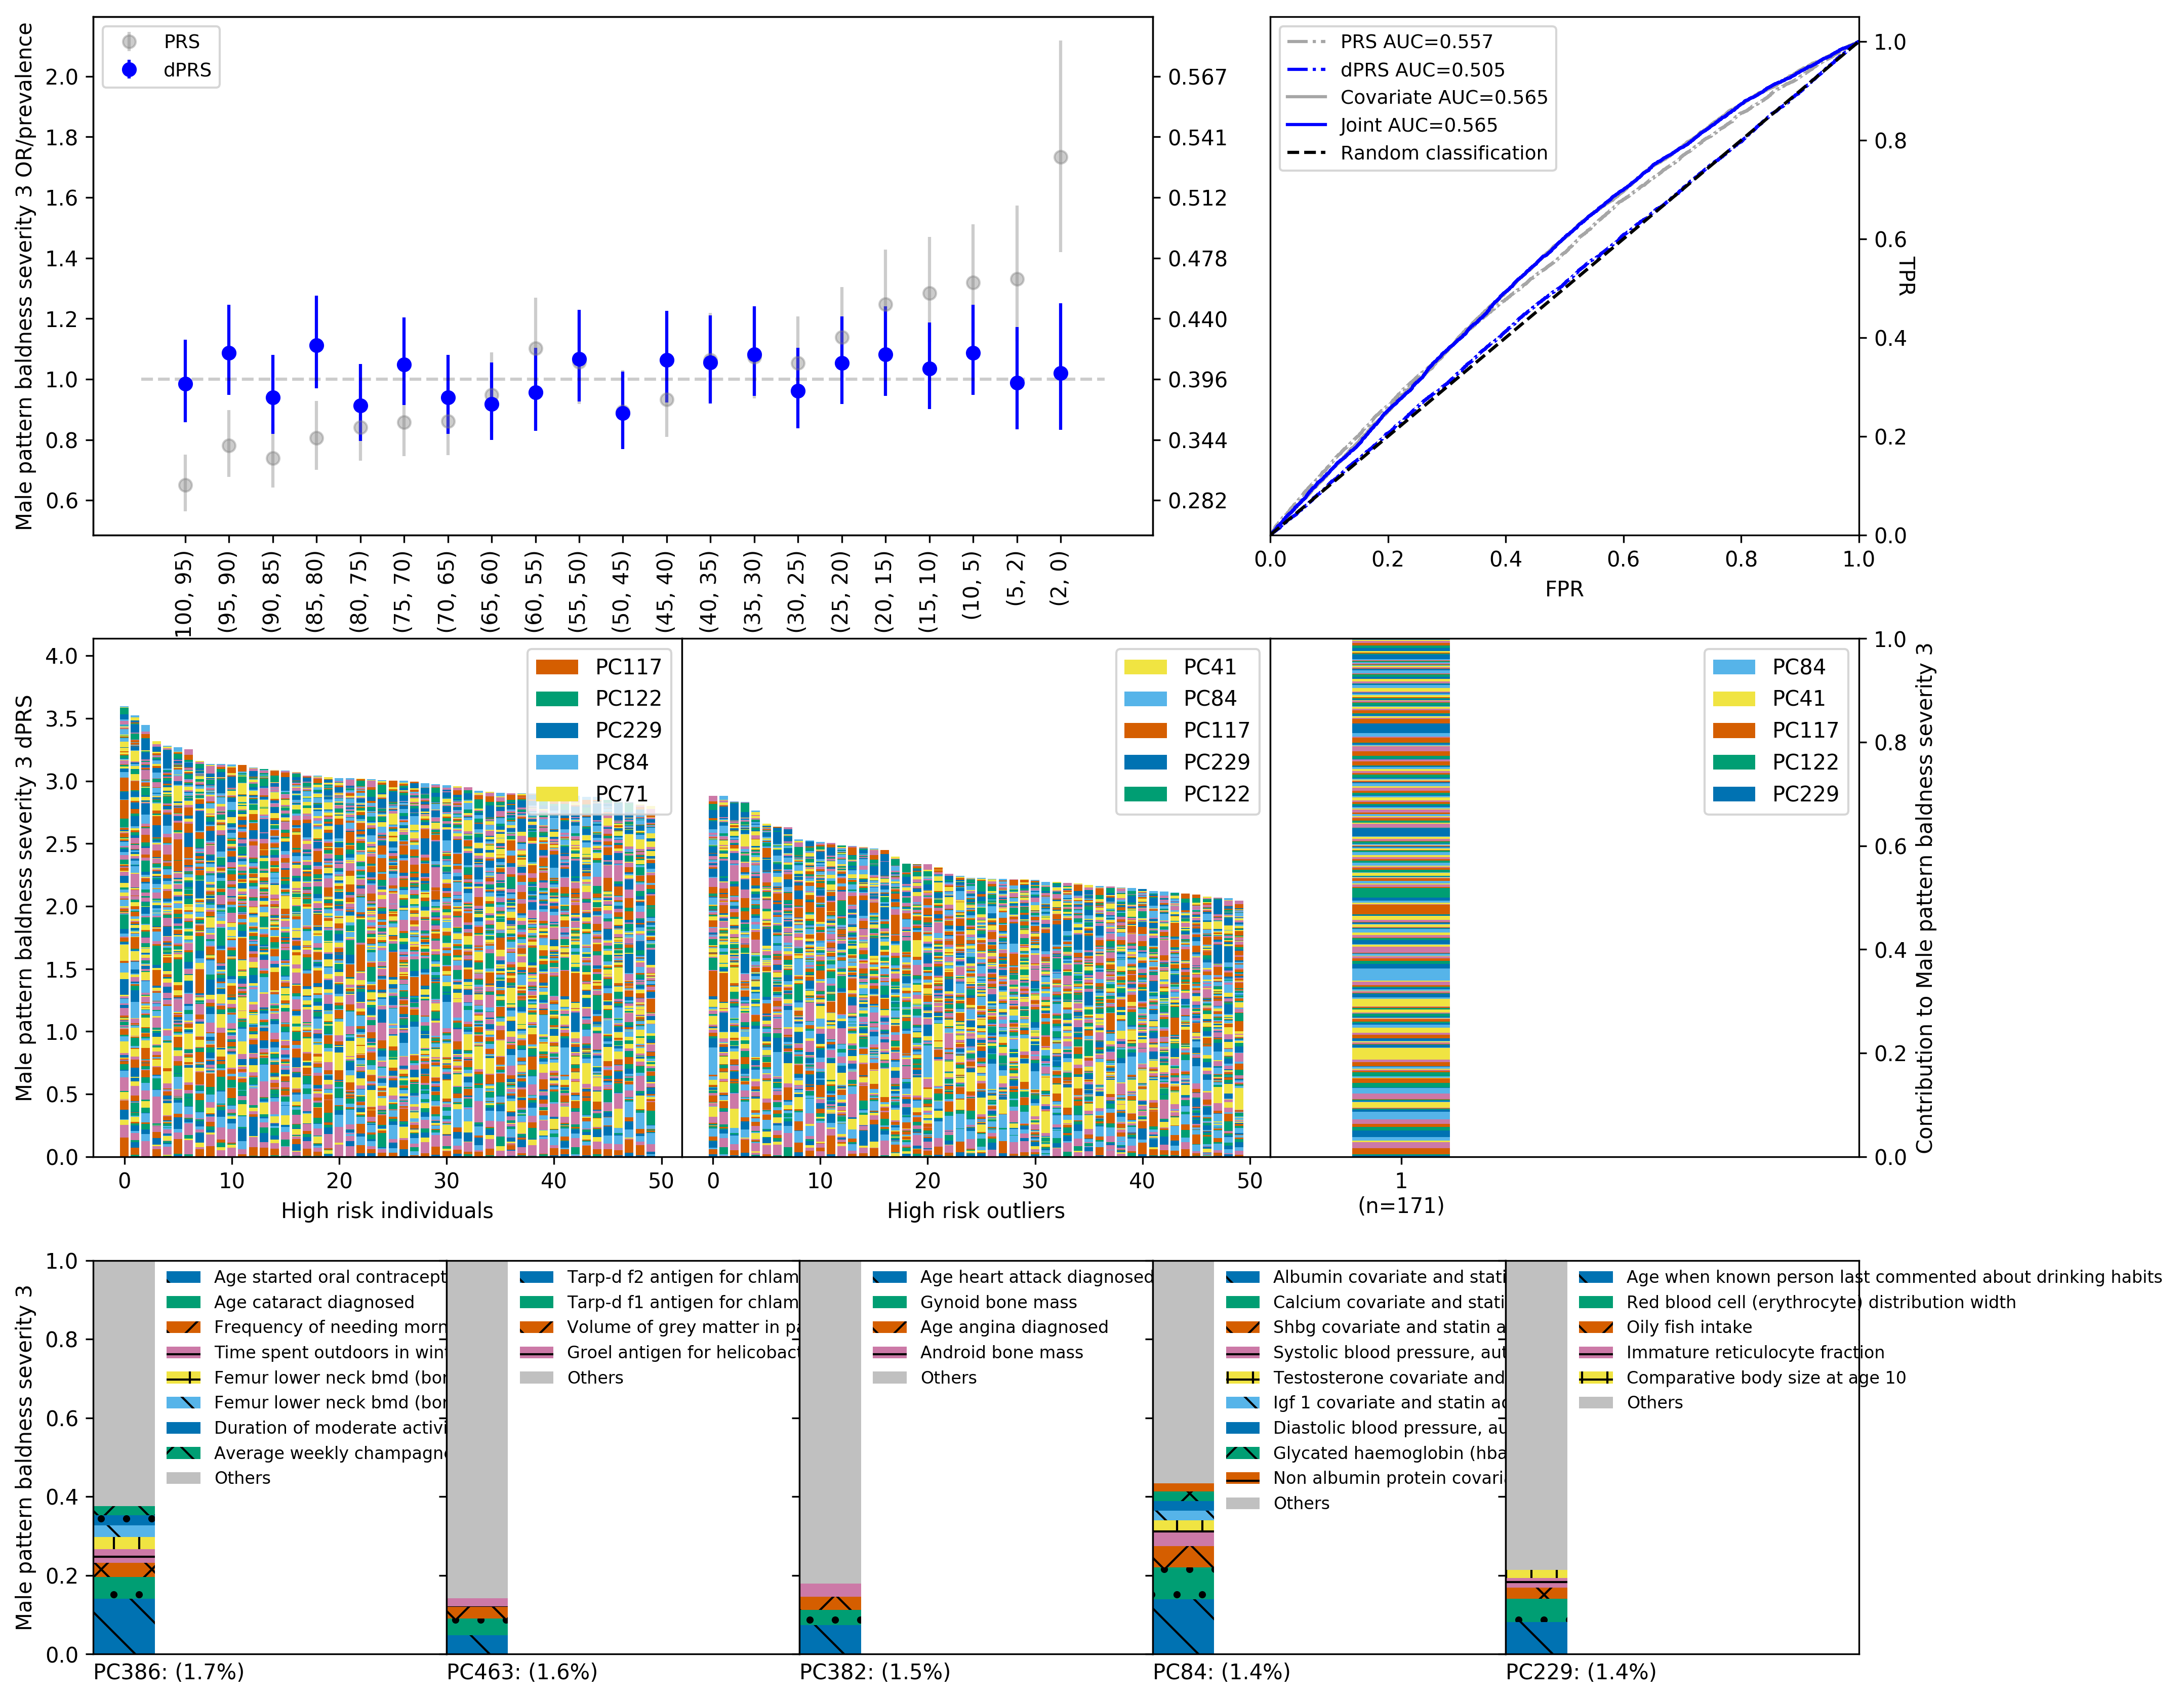 Male pattern baldness severity 3 OR/prevalence
PRS
dPRS
2.0
1.8
1.6
1.4
1.2
1.0
0.8
0.6
0.567
0.541
0.512
0.478
0.440
0.396
0.344
0.282
100, 95)
(95, 90)
(90, 85)
(85, 80)
(80, 75)
(75, 70)
(70, 65)
(65, 60)
(60, 55)
(55, 50)
(50, 45)
(45, 40)
(40, 35)
(35, 30)
(30, 25)
(25, 20)
(20, 15)
(15, 10)
(10, 5)
(5, 2)
(2, 0)
PRS AUC=0.557
dPRS AUC=0.505
Covariate AUC=0.565
Joint AUC=0.565
Random classification
1.0
0.8
0.6
0.4
0.2
0.0
TPR
0.0 0.2 0.4 0.6 0.8 1.0
FPR
Male pattern baldness severity 3 dPRS
4.0
3.5
3.0
2.5
2.0
1.5
1.0
0.5
0.0
PC117
PC122
PC229
PC84
PC71
0 10 20 30 40 50
High risk individuals
PC41
PC84
PC117
PC229
PC122
0 10 20 30 40 50
High risk outliers
PC84
PC41
PC117
PC122
PC229
1
(n=171)
1.0
0.8
0.6
0.4
0.2
0.0
Contribution to Male pattern baldness severity 3
Male pattern baldness severity 3
1.0
0.8
0.6
0.4
0.2
0.0
Age started oral contracept
Age cataract diagnosed
Frequency of needing morn
Time spent outdoors in win
Femur lower neck bmd (bo
Femur lower neck bmd (bo
Duration of moderate activi
Average weekly champagn
Others
PC386: (1.7%)
Tarp-d f2 antigen for chlam
Tarp-d f1 antigen for chlam
Volume of grey matter in pa
Groel antigen for helicobact
Others
PC463: (1.6%)
Age heart attack diagnosed
Gynoid bone mass
Age angina diagnosed
Android bone mass
Others
PC382: (1.5%)
Albumin covariate and stati
Calcium covariate and stati
Shbg covariate and statin a
Systolic blood pressure, aut
Testosterone covariate and
Igf 1 covariate and statin ad
Diastolic blood pressure, au
Glycated haemoglobin (hba
Non albumin protein covari
Others
PC84: (1.4%)
Age when known person last commented about drinking habits
Red blood cell (erythrocyte) distribution width
Oily fish intake
Immature reticulocyte fraction
Comparative body size at age 10
Others
PC229: (1.4%)